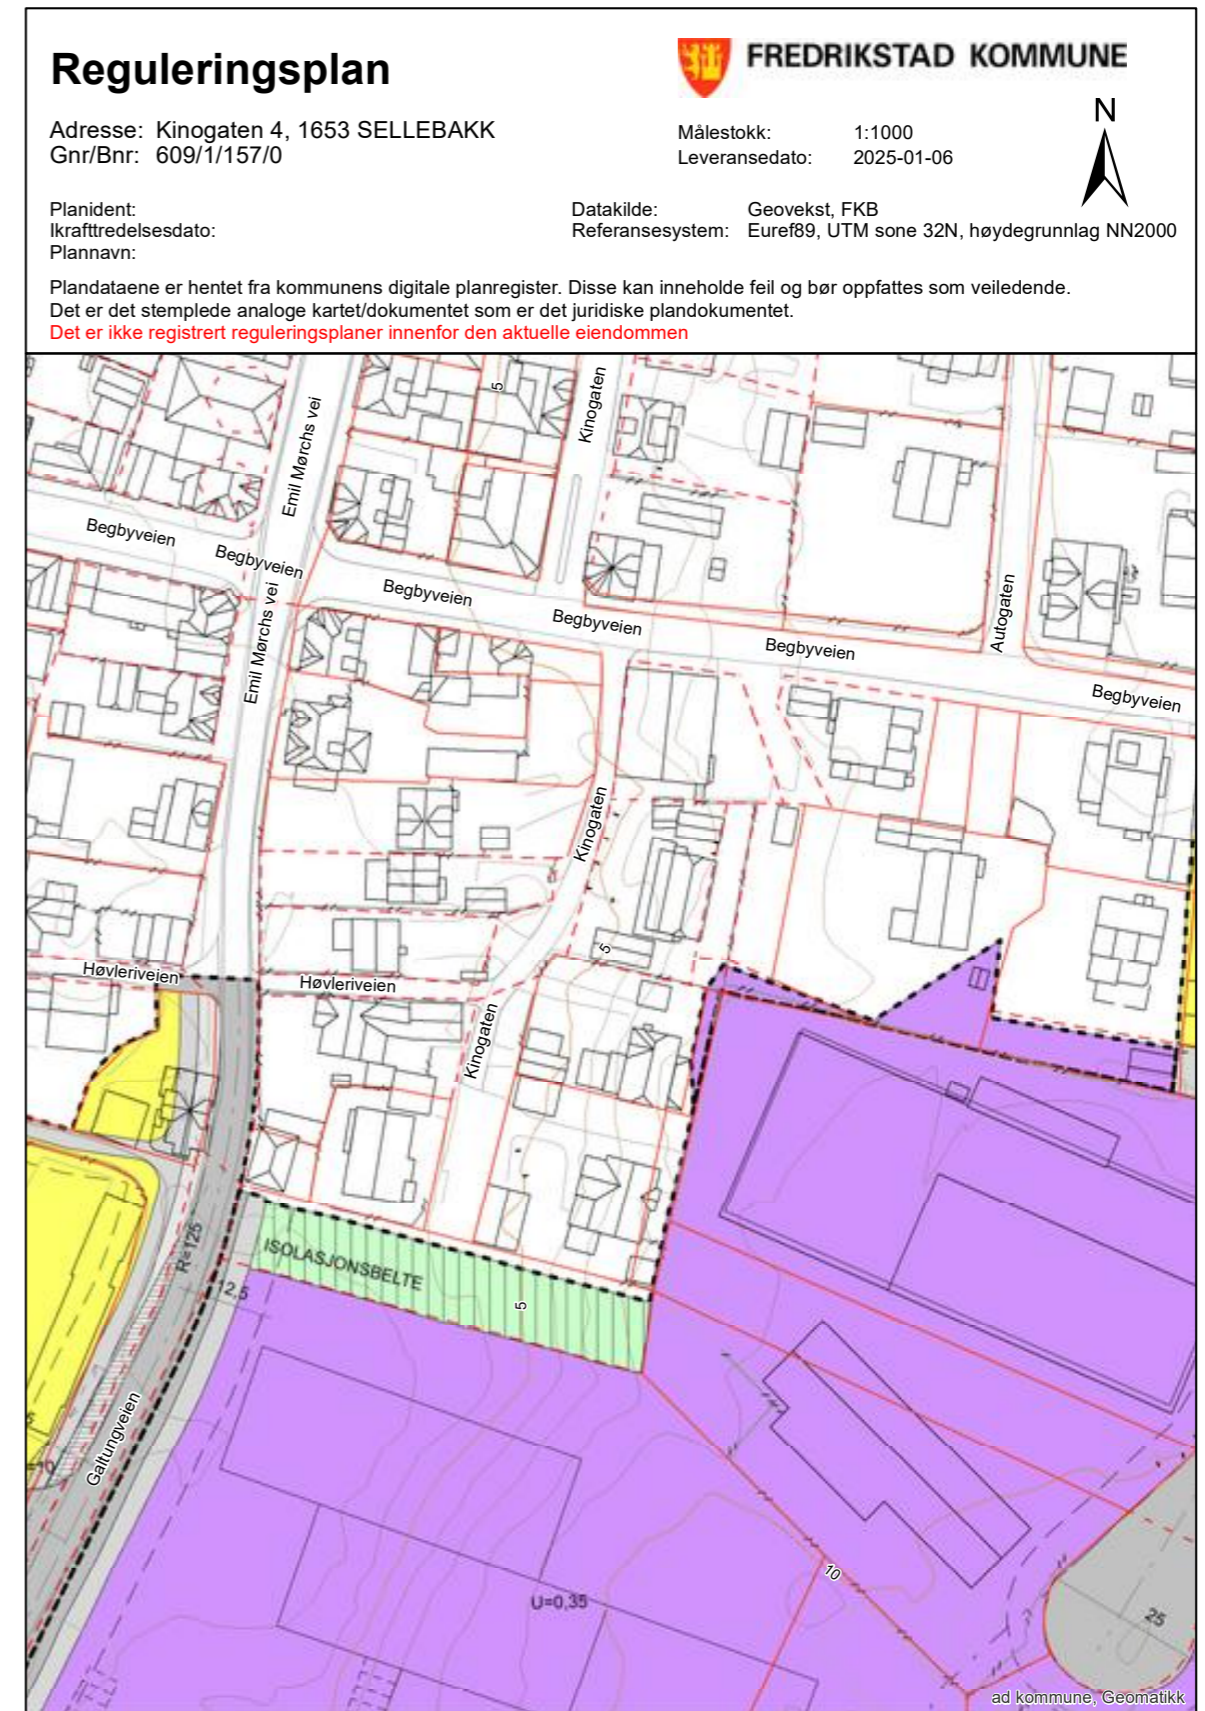 Reguleringsplan
FREDRIKSTAD KOMMUNE
N
Adresse: Kinogaten 4, 1653 SELLEBAKK
Gnr/Bnr: 609/1/157/0
Målestokk: 1:1000
Leveransedato: 2025-01-06
Planident:
Ikrafttredelsesdato:
Plannavn:
Datakilde: Geovekst, FKB
Referansesystem: Euref89, UTM sone 32N, høydegrunnlag NN2000
Plandataene er hentet fra kommunens digitale planregister. Disse kan inneholde feil og bør oppfattes som veiledende.
Det er det stemplede analoge kartet/dokumentet som er det juridiske plandokumentet.
Det er ikke registrert reguleringsplaner innenfor den aktuelle eiendommen
5
Kinogaten
Emil Mørchs vei
Begbyveien
Begbyveien
Begbyveien
Begbyveien
Begbyveien
Begbyveien
Autogaten
Emil Mørchs vei
Kinogaten
5
Høvleriveien
Høvleriveien
Kinogaten
R=125
ISOLASJONSBELTE
2,5
5
Galtungveien
U=0,35
10
25
ad kommune, Geomatikk